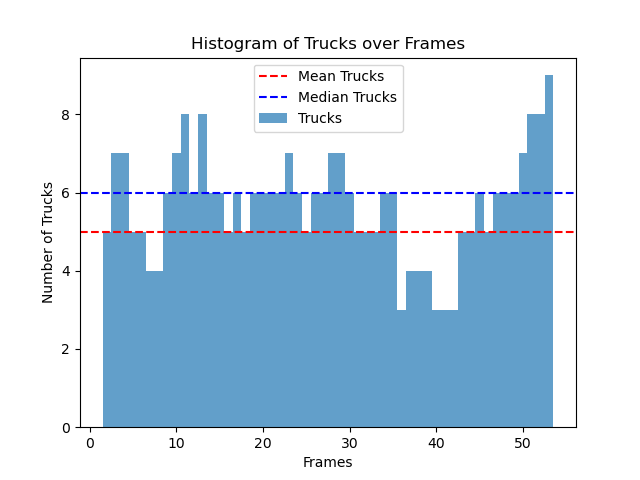 Histogram of Trucks over Frames
Mean Trucks
Median Trucks
Trucks
Number of Trucks
8
6
4
2
0
0 10 20 30 40 50
Frames